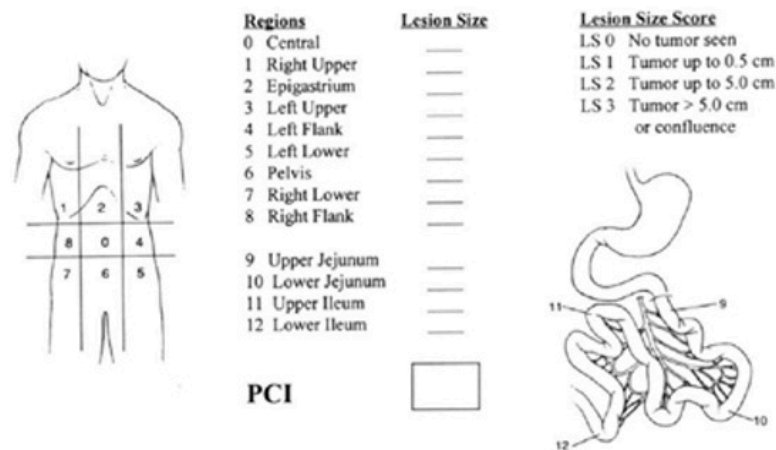 Regions Lesion Size
0 Central
1 Right Upper
2 Epigastrium
3 Left Upper
4 Left Flank
5 Left Lower
6 Pelvis
7 Right Lower
8 Right Flank
9 Upper Jejunum
10 Lower Jejunum
11 Upper Ileum
12 Lower Ileum
PCI
Lesion Size Score
LS 0 No tumor seen
LS 1 Tumor up to 0.5 cm
LS 2 Tumor up to 5.0 cm
LS 3 Tumor > 5.0 cm
or confluence
1 2 3
8 0 4
7 6 5
11 9
12 10